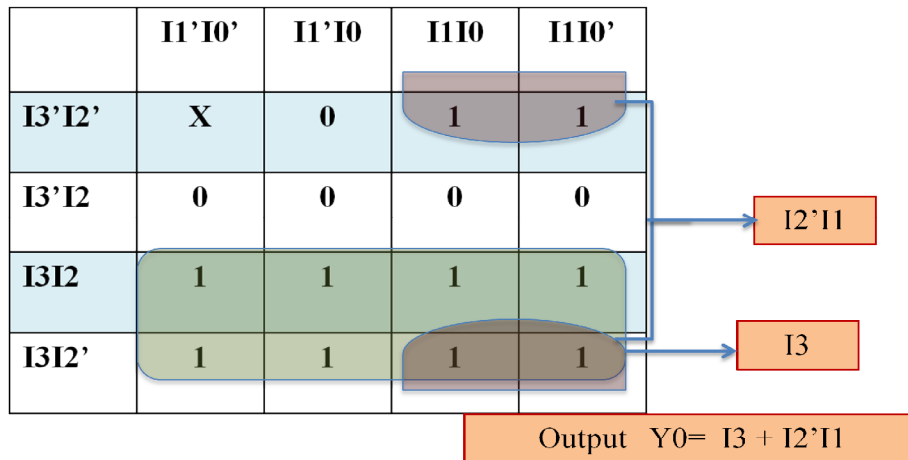 I1'I0' I1'I0 I1I0 I1I0'
I3'I2' X 0 1 1
I3'I2 0 0 0 0
I2'I1
I3I2 1 1 1 1
I3I2' 1 1 1 1
I3
Output Y0= I3 + I2'I1